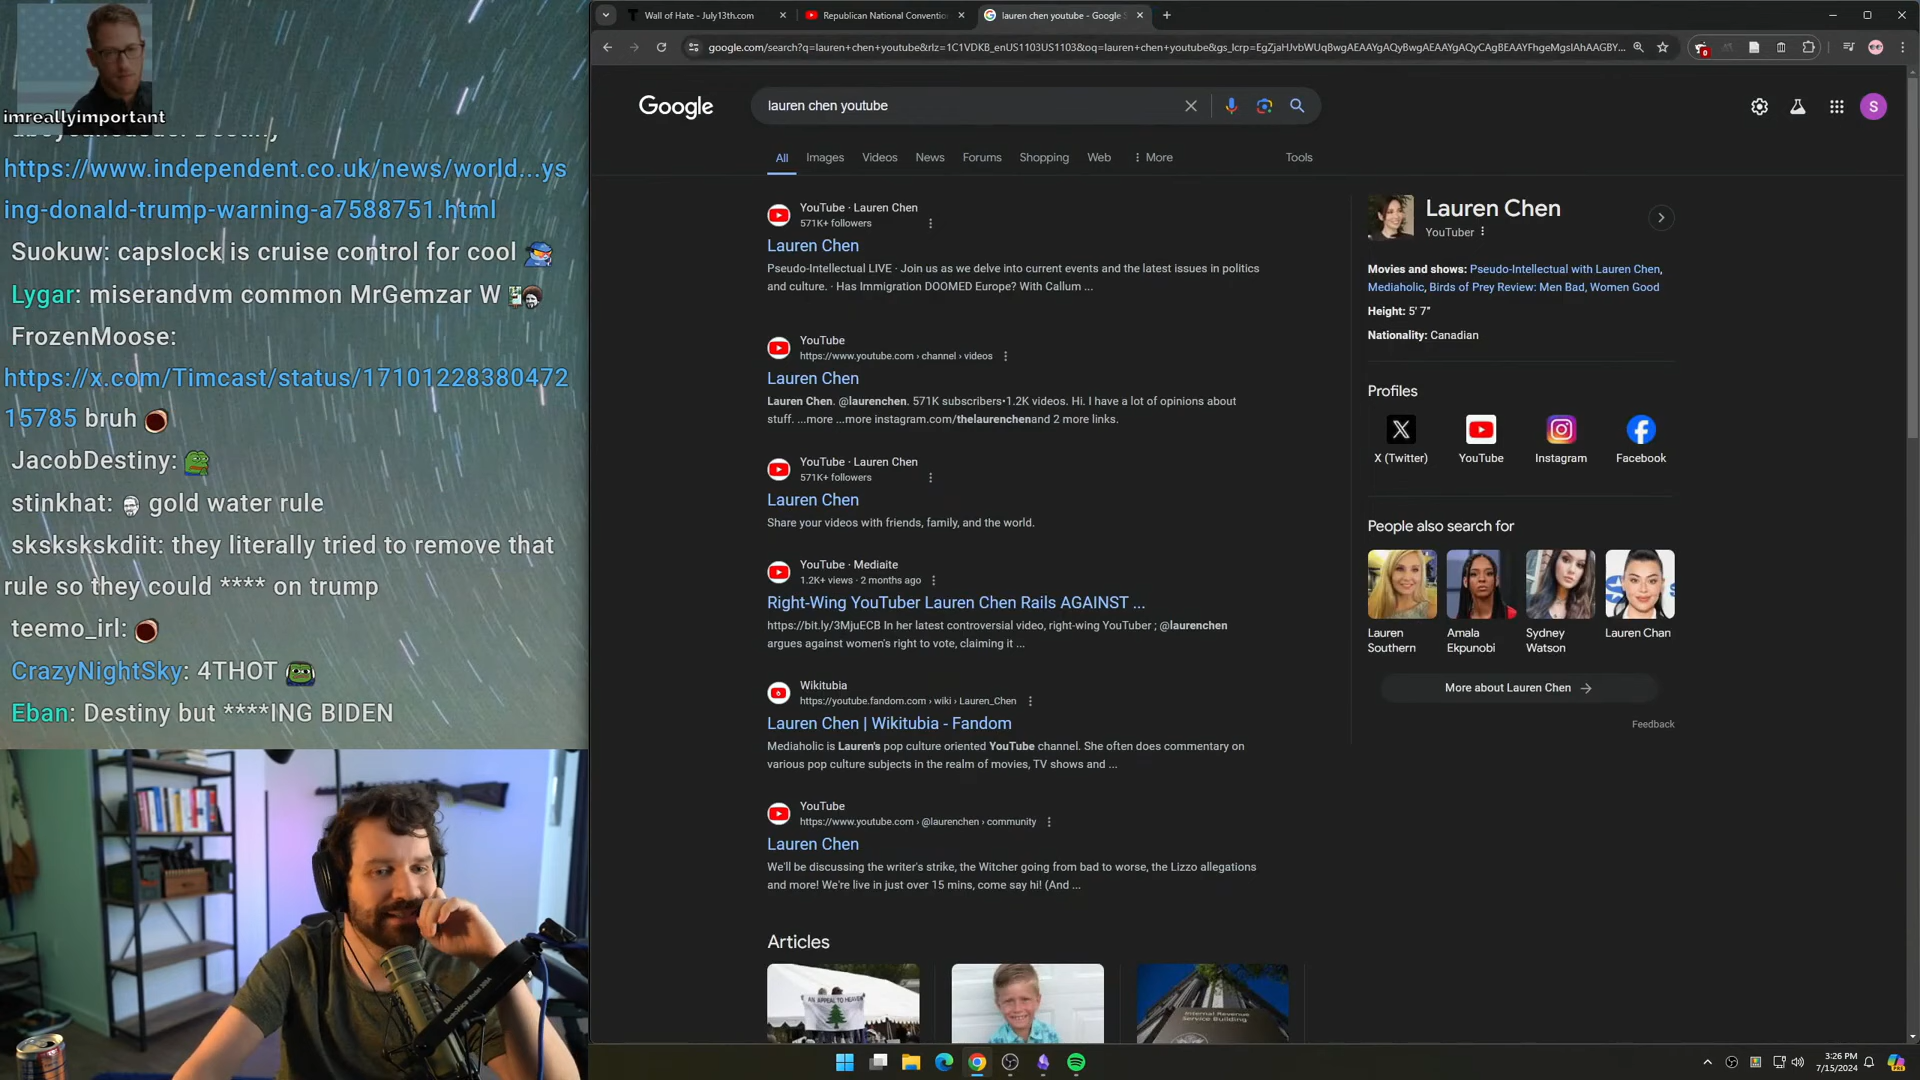 imreallyimportant
https://www.independent.co.uk/news/world...ys
ing-donald-trump-warning-a7588751.html
Suokuw: capslock is cruise control for cool
Lygar: miserandvm common MrGemzar W
FrozenMoose:
https://x.com/Timcast/status/17101228380472
15785 bruh
JacobDestiny:
stinkhat: gold water rule
skskskskdiit: they literally tried to remove that
rule so they could **** on trump
teemo_irl:
CrazyNightSky: 4THOT
Eban: Destiny but ****ING BIDEN
Wall of Hate - July13th.com
Republican National Conventio
lauren chen youtube - Google S
google.com/search?q=lauren+chen+youtube&rlz=1C1VDKB_enUS1103US1103&oq=lauren+chen+youtube&gs_lcrp=EgZjaHJvbWUqBwgAEAAYgAQyBwgAEAAYgAQyCAgBEAAYFhgeMgsIAhAAGBY...
Google
lauren chen youtube
All Images Videos News Forums Shopping Web More Tools
S
YouTube · Lauren Chen
571K+ followers
Lauren Chen
Pseudo-Intellectual LIVE · Join us as we delve into current events and the latest issues in politics
and culture. · Has Immigration DOOMED Europe? With Callum ...
YouTube
https://www.youtube.com › channel › videos
Lauren Chen
Lauren Chen. @laurenchen. 571K subscribers•1.2K videos. Hi. I have a lot of opinions about
stuff. ...more ...more instagram.com/thelaurenchenand 2 more links.
YouTube · Lauren Chen
571K+ followers
Lauren Chen
Share your videos with friends, family, and the world.
YouTube · Mediaite
1.2K+ views · 2 months ago
Right-Wing YouTuber Lauren Chen Rails AGAINST ...
https://bit.ly/3MjuECB In her latest controversial video, right-wing YouTuber ; @laurenchen
argues against women's right to vote, claiming it ...
Wikitubia
https://youtube.fandom.com › wiki › Lauren_Chen
Lauren Chen | Wikitubia - Fandom
Mediaholic is Lauren's pop culture oriented YouTube channel. She often does commentary on
various pop culture subjects in the realm of movies, TV shows and ...
YouTube
https://www.youtube.com › @laurenchen › community
Lauren Chen
We'll be discussing the writer's strike, the Witcher going from bad to worse, the Lizzo allegations
and more! We're live in just over 15 mins, come say hi! (And ...
Articles
AN APPEAL TO HEAVEN
Internal Revenue
Service Building
Lauren Chen
YouTuber
Movies and shows: Pseudo-Intellectual with Lauren Chen,
Mediaholic, Birds of Prey Review: Men Bad, Women Good
Height: 5' 7"
Nationality: Canadian
Profiles
X (Twitter) YouTube Instagram Facebook
People also search for
Lauren Southern
Amala Ekpunobi
Sydney Watson
Lauren Chan
More about Lauren Chen
Feedback
3:26 PM
7/15/2024